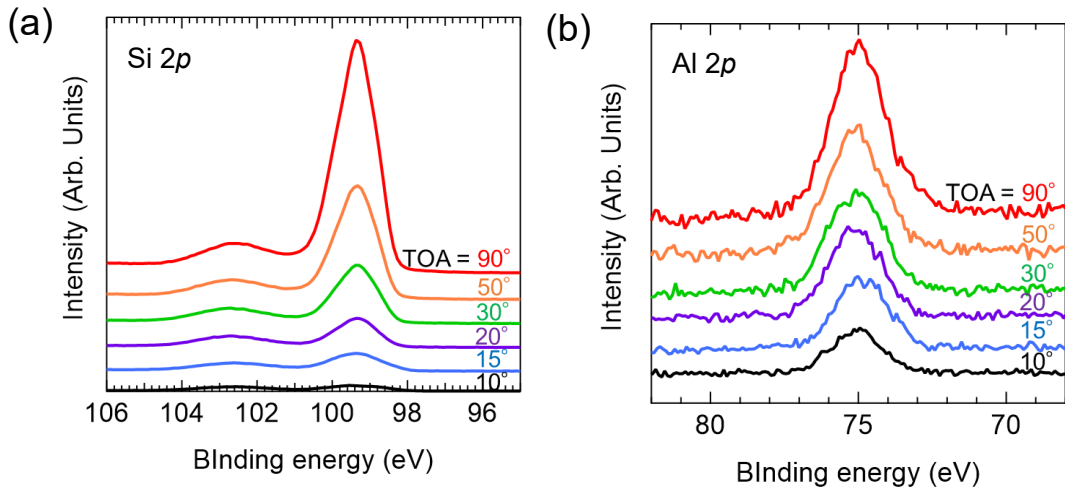 (a)
Si 2p
Intensity (Arb. Units)
TOA = 90°
50°
30°
20°
15°
10°
106 104 102 100 98 96
BInding energy (eV)
(b)
Al 2p
Intensity (Arb. Units)
TOA = 90°
50°
30°
20°
15°
10°
80 75 70
BInding energy (eV)